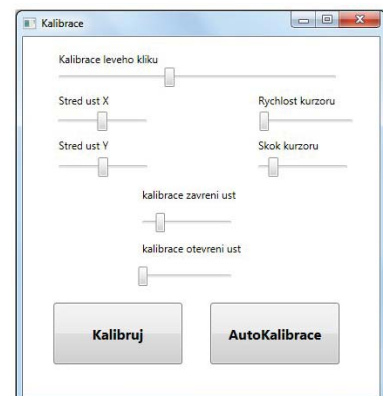 Kalibrace
Kalibrace leveho kliku
Stred ust X
Rychlost kurzoru
Stred ust Y
Skok kurzoru
kalibrace zavreni ust
kalibrace otevreni ust
Kalibruj
AutoKalibrace